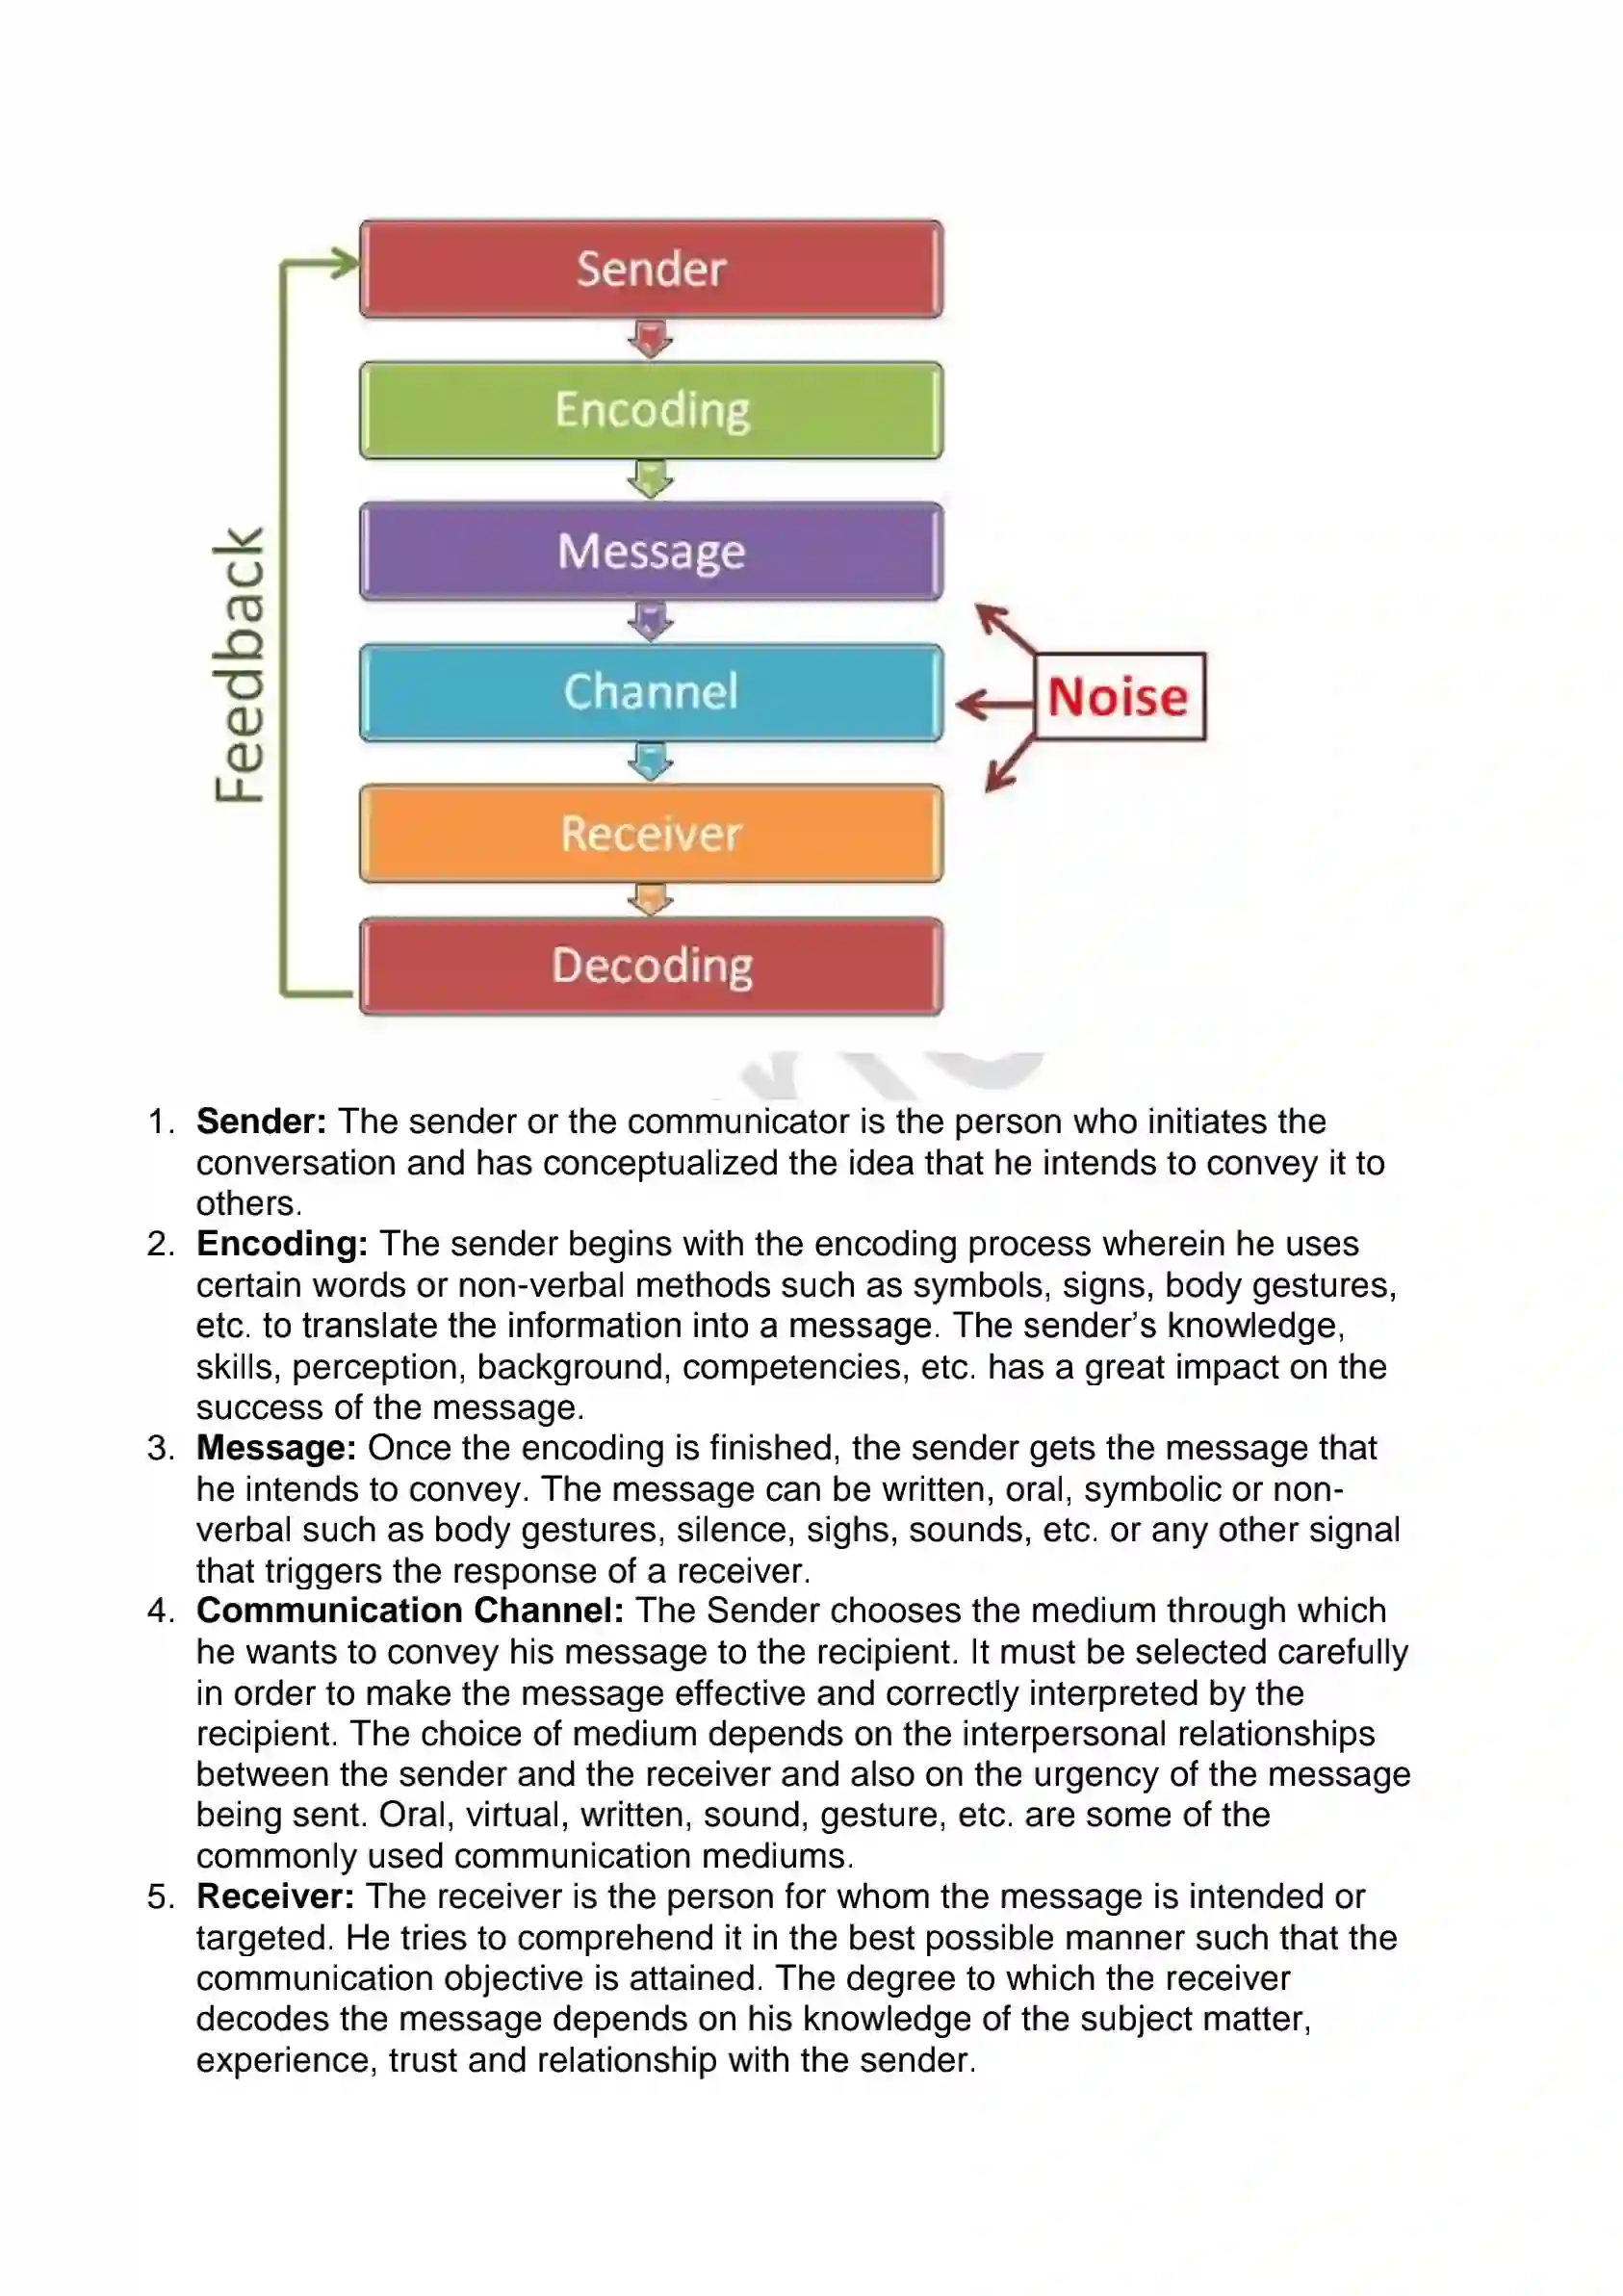 Sender
Encoding
Message
Channel
Receiver
Decoding
Feedback
Noise
1. Sender: The sender or the communicator is the person who initiates the
conversation and has conceptualized the idea that he intends to convey it to
others.
2. Encoding: The sender begins with the encoding process wherein he uses
certain words or non-verbal methods such as symbols, signs, body gestures,
etc. to translate the information into a message. The sender’s knowledge,
skills, perception, background, competencies, etc. has a great impact on the
success of the message.
3. Message: Once the encoding is finished, the sender gets the message that
he intends to convey. The message can be written, oral, symbolic or non-
verbal such as body gestures, silence, sighs, sounds, etc. or any other signal
that triggers the response of a receiver.
4. Communication Channel: The Sender chooses the medium through which
he wants to convey his message to the recipient. It must be selected carefully
in order to make the message effective and correctly interpreted by the
recipient. The choice of medium depends on the interpersonal relationships
between the sender and the receiver and also on the urgency of the message
being sent. Oral, virtual, written, sound, gesture, etc. are some of the
commonly used communication mediums.
5. Receiver: The receiver is the person for whom the message is intended or
targeted. He tries to comprehend it in the best possible manner such that the
communication objective is attained. The degree to which the receiver
decodes the message depends on his knowledge of the subject matter,
experience, trust and relationship with the sender.